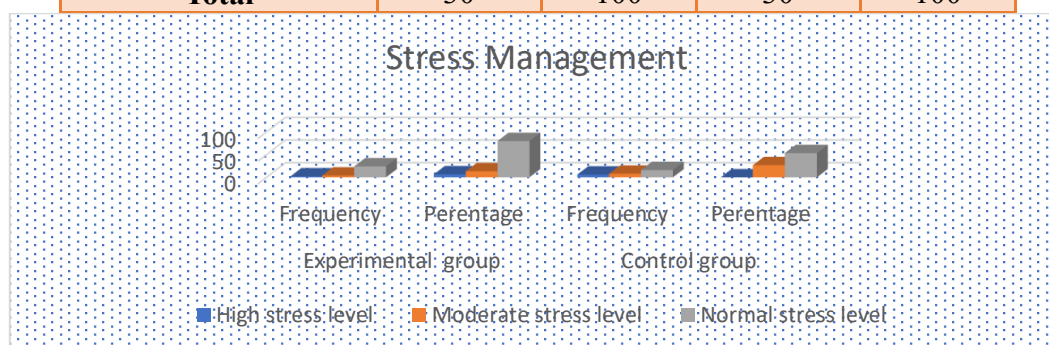 Stress Management
100
50
0
Frequency Perentage Frequency Perentage
Experimental group Control group
High stress level Moderate stress level Normal stress level